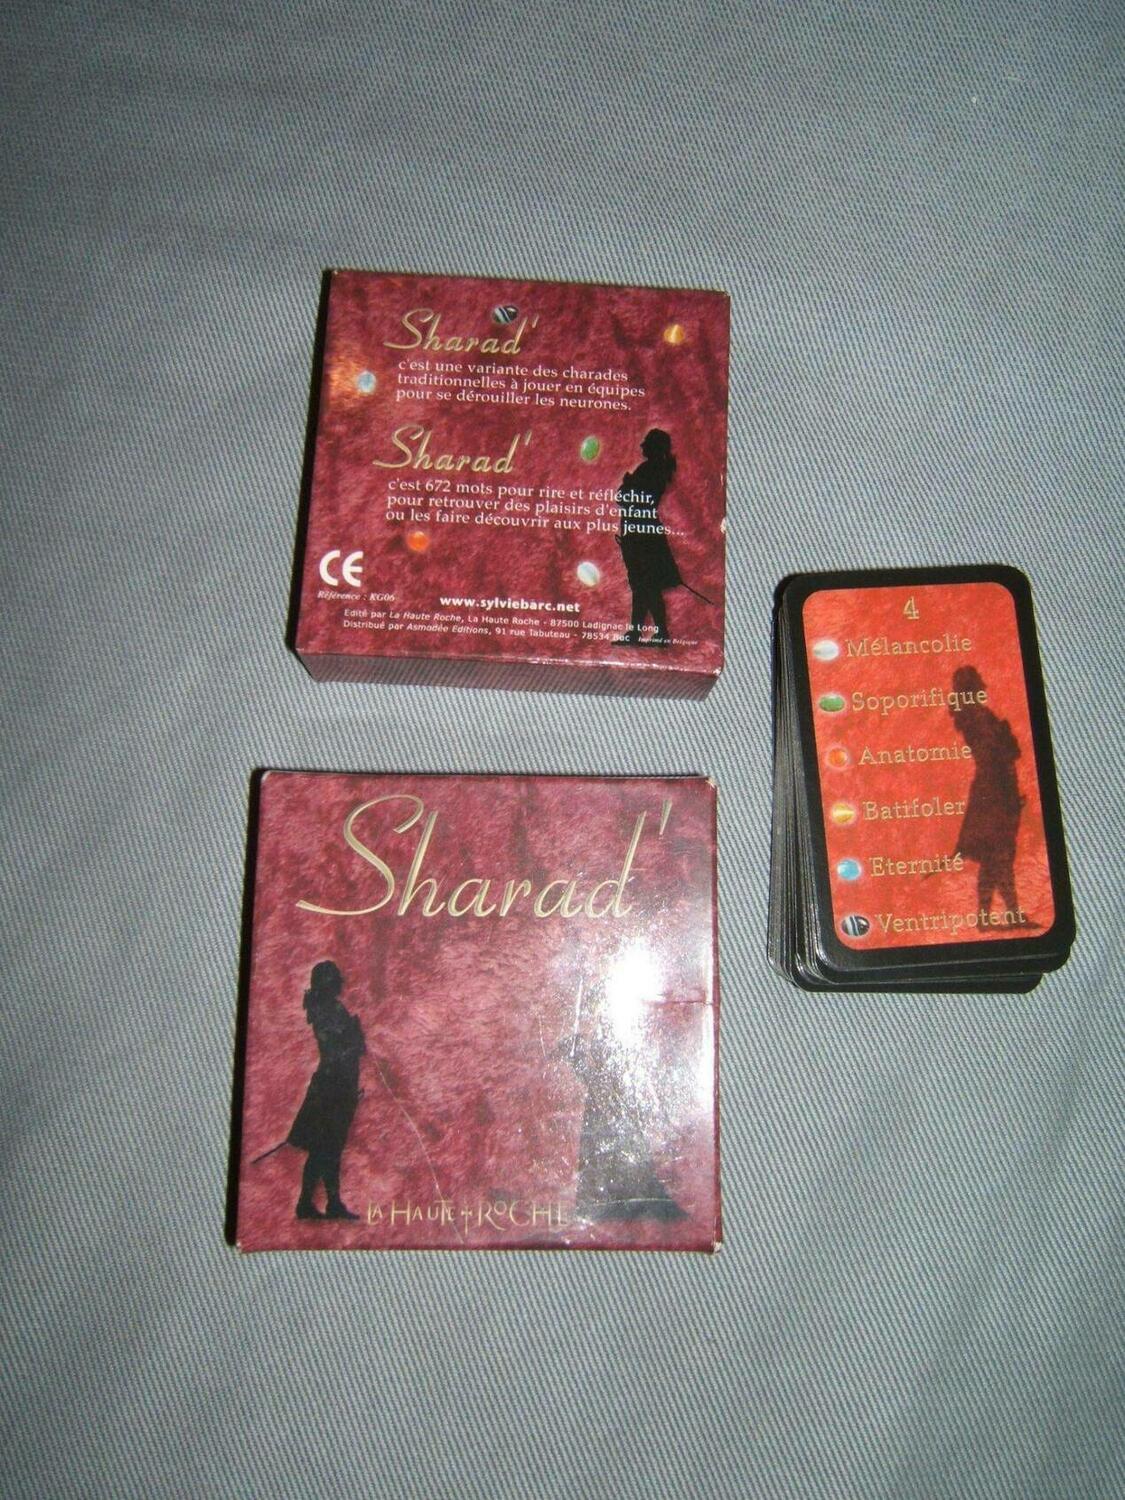 Sharad'
c'est une variante des charades
traditionnelles à jouer en équipes
pour se dérouiller les neurones.
Sharad'
c'est 672 mots pour rire et réfléchir,
pour retrouver des plaisirs d'enfant
ou les faire découvrir aux plus jeunes...
CE
Référence : KG06
www.sylviebarc.net
Edité par La Haute Roche, La Haute Roche - 87500 Ladignac le Long
Distribué par Asmodée Editions, 91 rue Tabuteau - 78534 Buc
Imprimé en Belgique
4
Mélancolie
Soporifique
Anatomie
Batifoler
Eternité
Ventripotent
Sharad'
LA HAUTE ROCHE